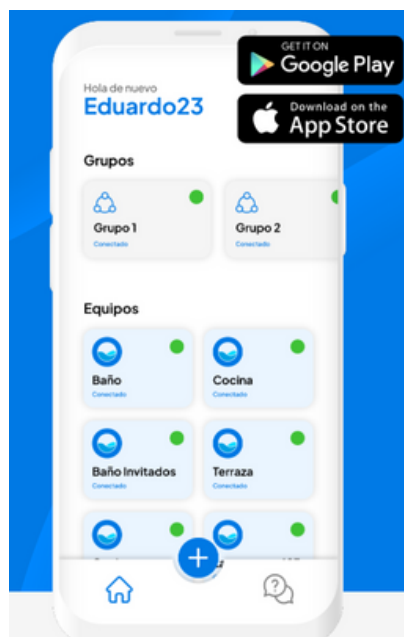 GET IT ON
Google Play
Download on the
App Store
Hola de nuevo
Eduardo23
Grupos
Grupo 1
Conectado
Grupo 2
Conectado
Equipos
Baño
Conectado
Cocina
Conectado
Baño Invitados
Conectado
Terraza
Conectado